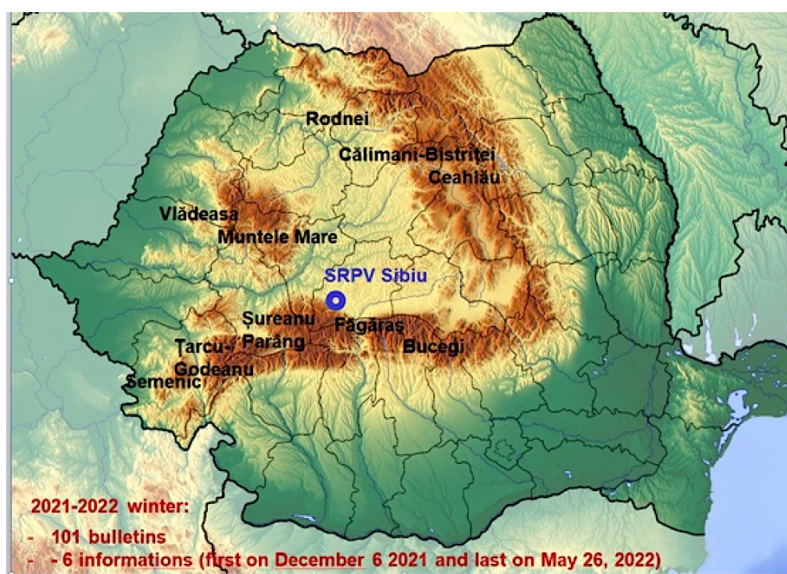 Rodnei
Călimani-Bistriței
Ceahlău
Vlădeasa
Muntele Mare
SRPV Sibiu
Șureanu
Făgăraș
Parâng
Bucegi
Țarcu-
Godeanu
Semenic
2021-2022 winter:
- 101 bulletins
- - 6 informations (first on December 6 2021 and last on May 26, 2022)